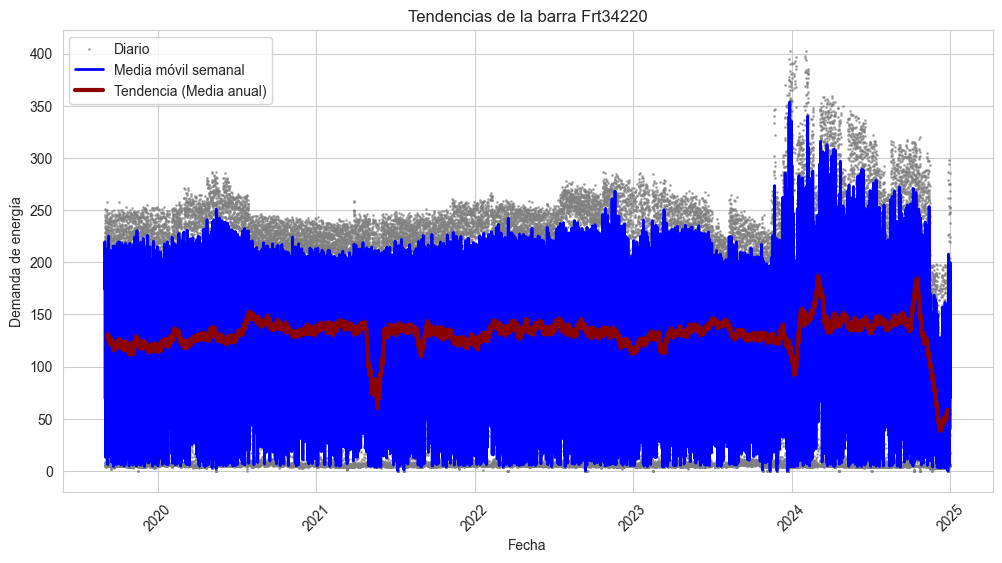 Tendencias de la barra Frt34220
Diario
Media móvil semanal
Tendencia (Media anual)
Demanda de energía
400
350
300
250
200
150
100
50
0
2020
2021
2022
2023
2024
2025
Fecha